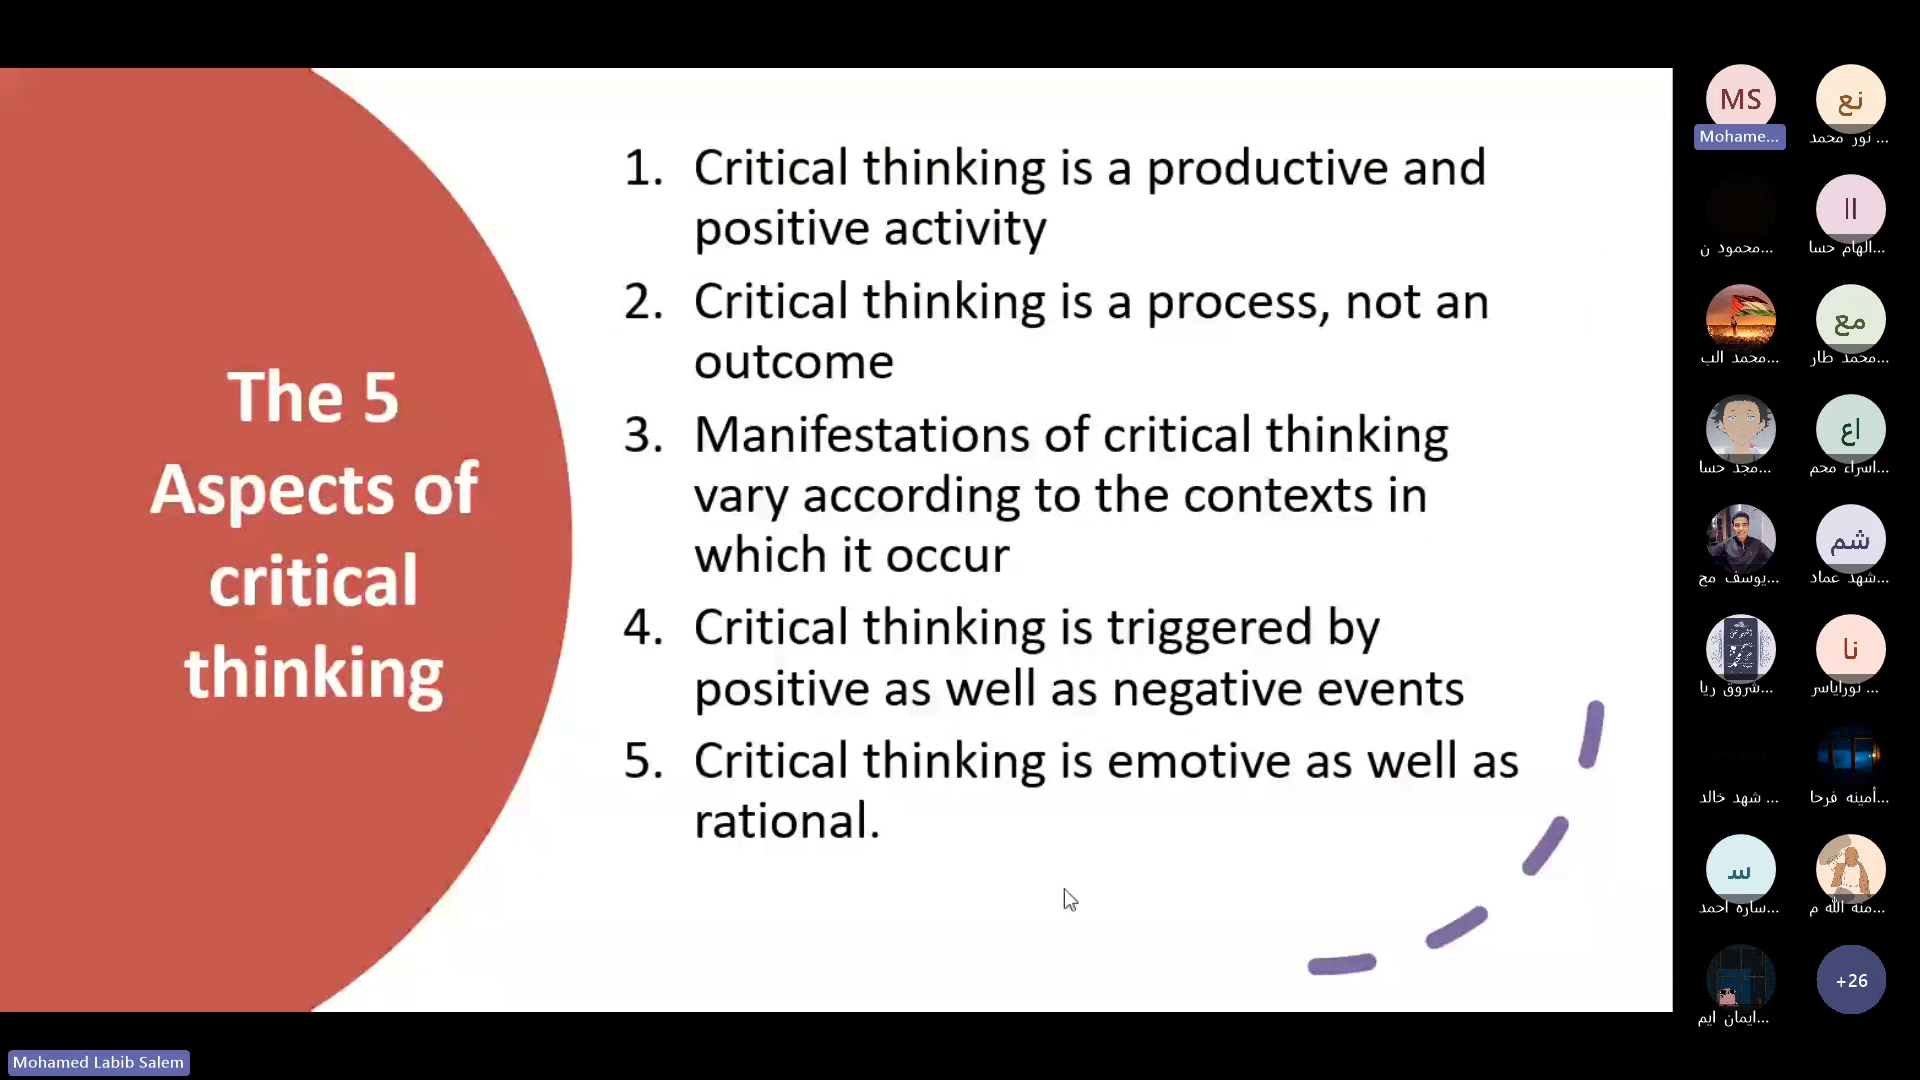 The 5
Aspects of
critical
thinking
1. Critical thinking is a productive and
positive activity
2. Critical thinking is a process, not an
outcome
3. Manifestations of critical thinking
vary according to the contexts in
which it occur
4. Critical thinking is triggered by
positive as well as negative events
5. Critical thinking is emotive as well as
rational.
MS
Mohame...
نع
نور محمد ...
محمود ن...
اا
الهام حسا...
محمد الب...
مع
محمد طار...
مجد حسا...
اع
اسراء محم...
يوسف مح...
شم
شهد عماد...
شروق ريا...
نا
نوراياسر ...
شهد خالد ...
أمينه فرحا...
س
ساره احمد...
منه الله م...
ايمان ايم...
+26
Mohamed Labib Salem